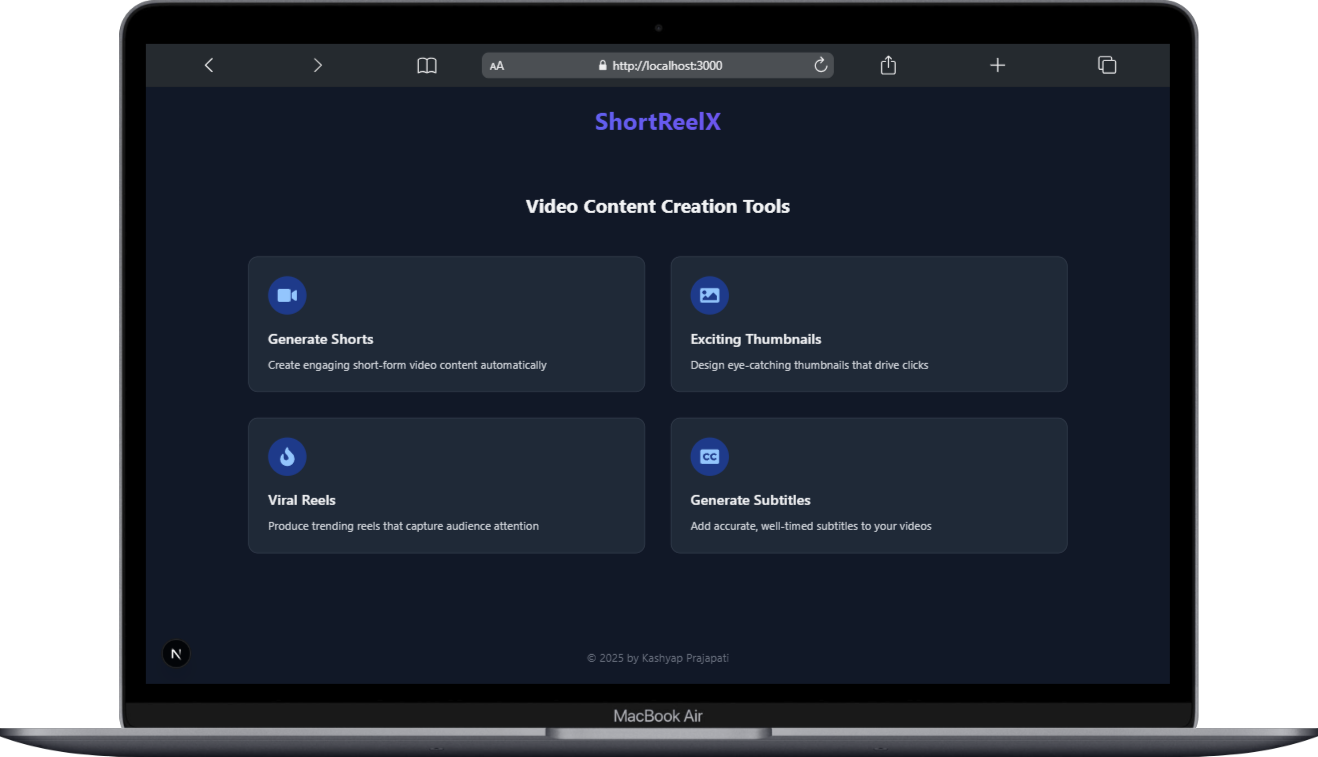 AA
http://localhost:3000
ShortReelX
Video Content Creation Tools
Generate Shorts
Create engaging short-form video content automatically
Exciting Thumbnails
Design eye-catching thumbnails that drive clicks
Viral Reels
Produce trending reels that capture audience attention
CC
Generate Subtitles
Add accurate, well-timed subtitles to your videos
N
© 2025 by Kashyap Prajapati
MacBook Air